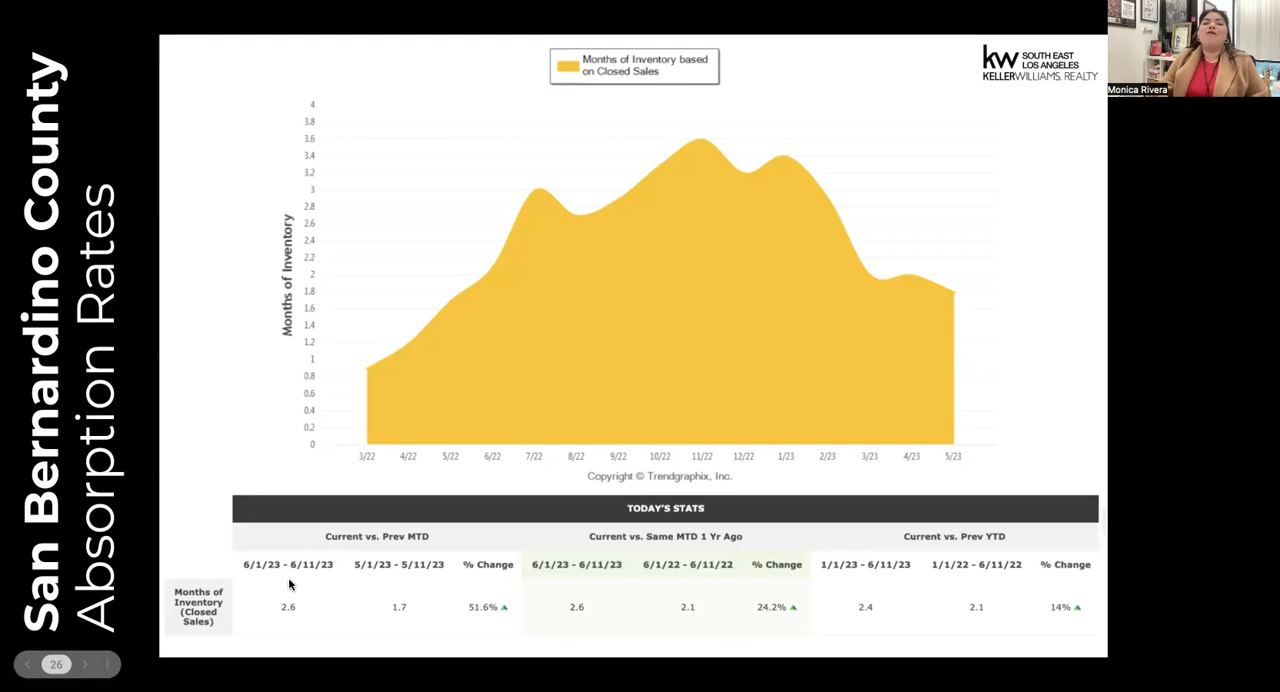 San Bernardino County
Absorption Rates
Months of Inventory based
on Closed Sales
kw SOUTH EAST
LOS ANGELES
KELLERWILLIAMS. REALTY
Monica Rivera
Months of Inventory
4
3.8
3.6
3.4
3.2
3
2.8
2.6
2.4
2.2
2
1.8
1.6
1.4
1.2
1
0.8
0.6
0.4
0.2
0
3/22 4/22 5/22 6/22 7/22 8/22 9/22 10/22 11/22 12/22 1/23 2/23 3/23 4/23 5/23
Copyright © Trendgraphix, Inc.
TODAY'S STATS
Current vs. Prev MTD Current vs. Same MTD 1 Yr Ago Current vs. Prev YTD
6/1/23 - 6/11/23 5/1/23 - 5/11/23 % Change 6/1/23 - 6/11/23 6/1/22 - 6/11/22 % Change 1/1/23 - 6/11/23 1/1/22 - 6/11/22 % Change
Months of
Inventory
(Closed
Sales)
2.6 1.7 51.6% 2.6 2.1 24.2% 2.4 2.1 14%
26